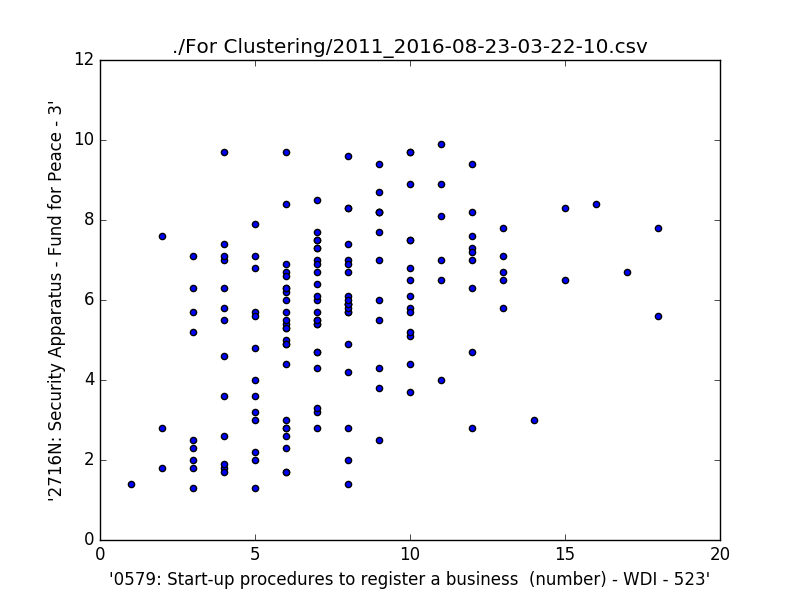 ./For Clustering/2011_2016-08-23-03-22-10.csv
12
10
8
6
4
2
0
'2716N: Security Apparatus - Fund for Peace - 3'
0 5 10 15 20
'0579: Start-up procedures to register a business  (number) - WDI - 523'